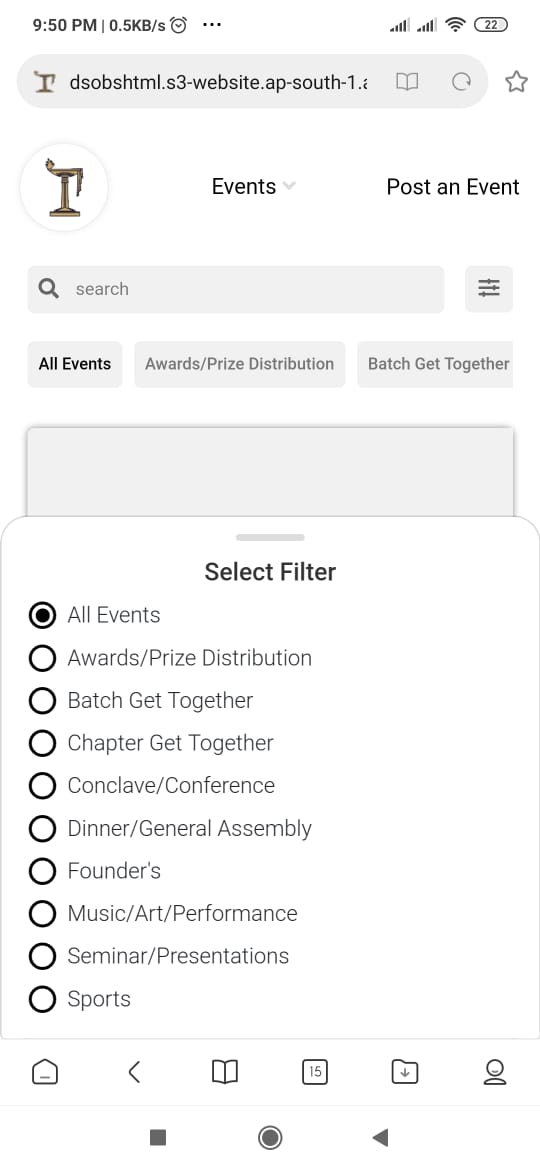 9:50 PM | 0.5KB/s ...
22
dsobshtml.s3-website.ap-south-1.a
Events
Post an Event
search
All Events
Awards/Prize Distribution
Batch Get Together
Select Filter
All Events
Awards/Prize Distribution
Batch Get Together
Chapter Get Together
Conclave/Conference
Dinner/General Assembly
Founder's
Music/Art/Performance
Seminar/Presentations
Sports
15